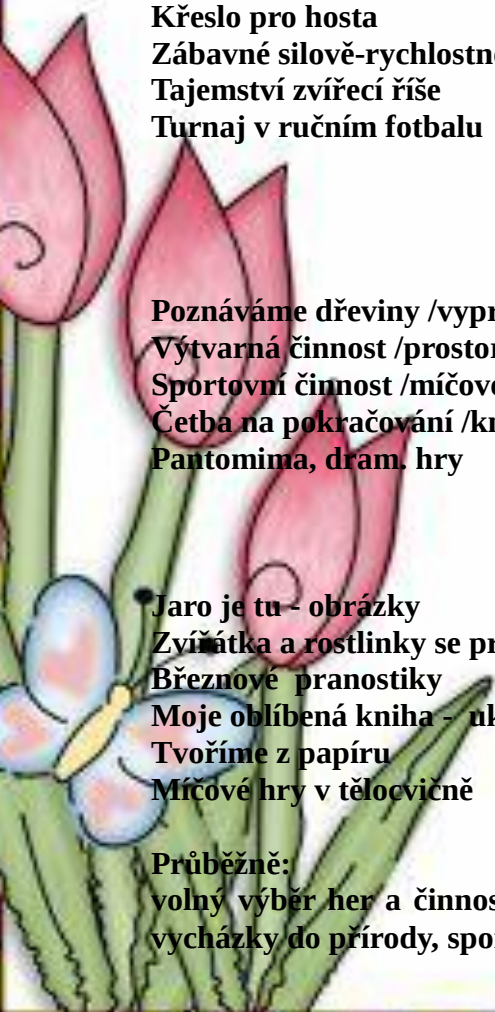 Křeslo pro hosta
Zábavné silově-rychlostn
Tajemství zvířecí říše
Turnaj v ručním fotbalu
Poznáváme dřeviny /vypr
Výtvarná činnost /prostor
Sportovní činnost /míčov
Četba na pokračování /kn
Pantomima, dram. hry
Jaro je tu - obrázky
Zvířátka a rostlinky se pr
Březnové pranostiky
Moje oblíbená kniha - uk
Tvoříme z papíru
Míčové hry v tělocvičně
Průběžně:
volný výběr her a činnos
vycházky do přírody, spor